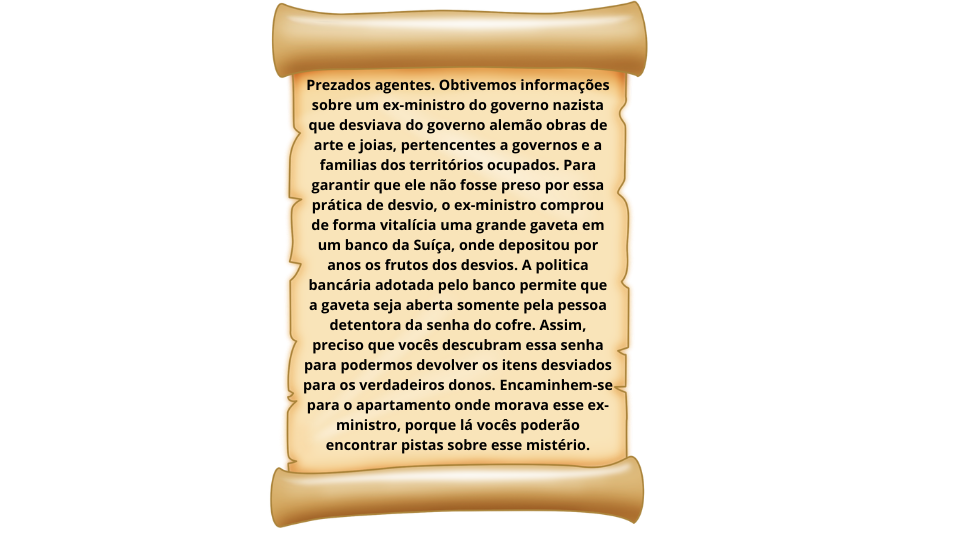 Prezados agentes. Obtivemos informações
sobre um ex-ministro do governo nazista
que desviava do governo alemão obras de
arte e joias, pertencentes a governos e a
familias dos territórios ocupados. Para
garantir que ele não fosse preso por essa
prática de desvio, o ex-ministro comprou
de forma vitalícia uma grande gaveta em
um banco da Suíça, onde depositou por
anos os frutos dos desvios. A politica
bancária adotada pelo banco permite que
a gaveta seja aberta somente pela pessoa
detentora da senha do cofre. Assim,
preciso que vocês descubram essa senha
para podermos devolver os itens desviados
para os verdadeiros donos. Encaminhem-se
para o apartamento onde morava esse ex-
ministro, porque lá vocês poderão
encontrar pistas sobre esse mistério.